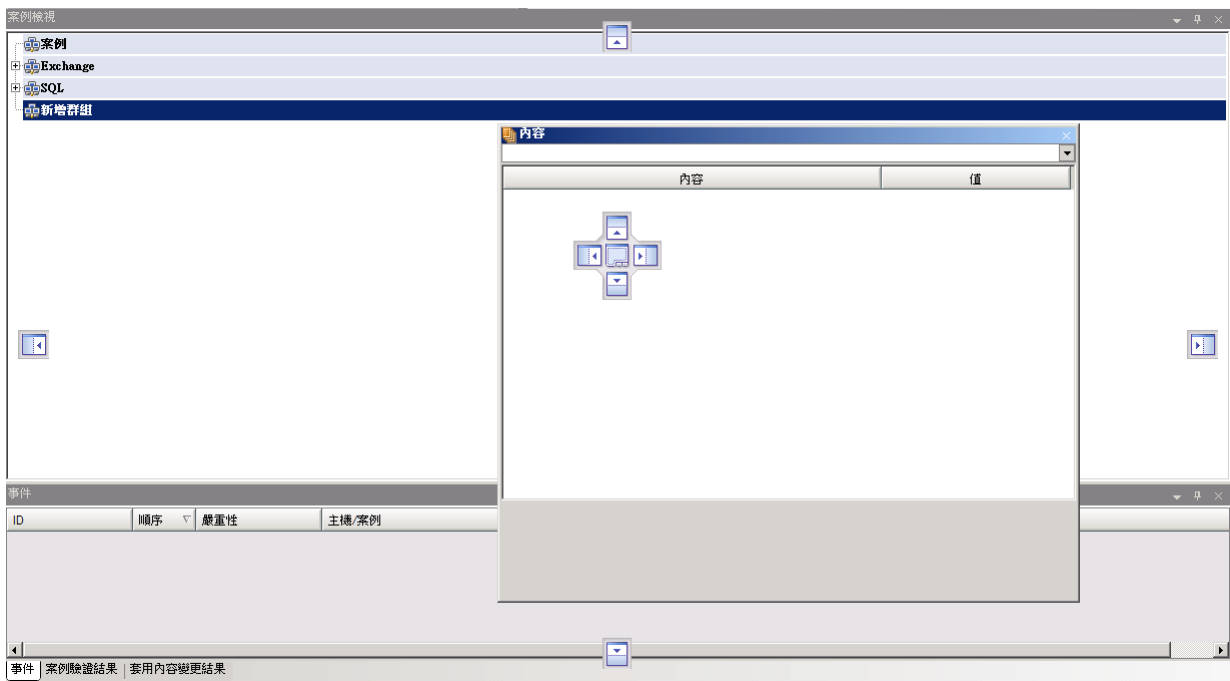 案例檢視
案例
Exchange
SQL
新增群組
內容
內容 值
事件
ID 順序 嚴重性 主機/案例
事件 案例驗證結果 套用內容變更結果